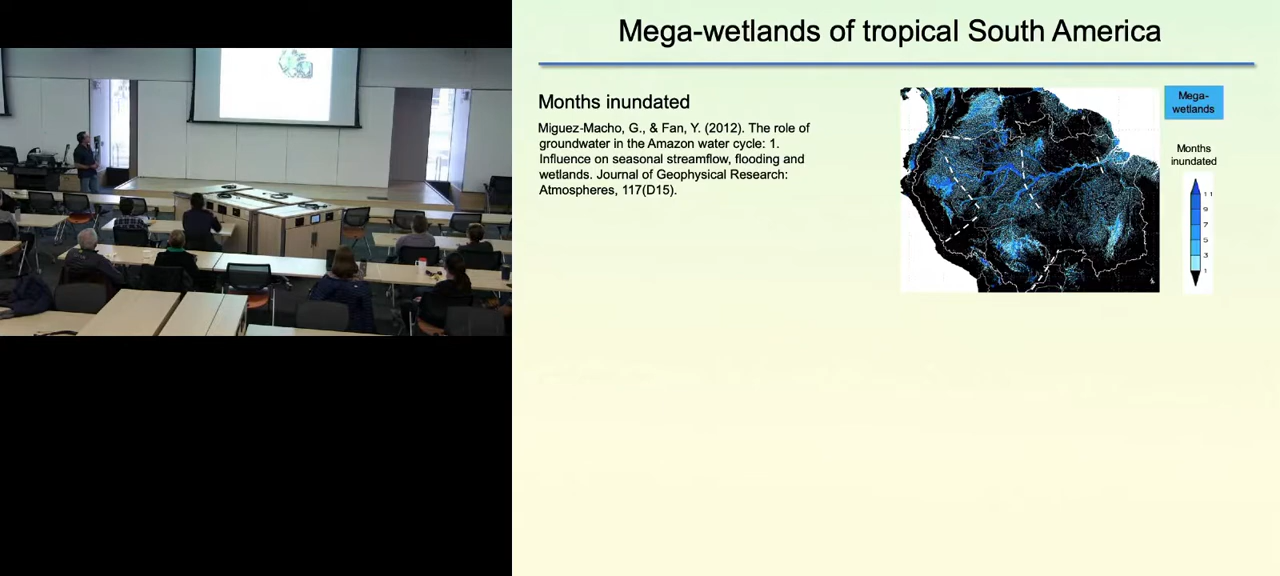 Mega-wetlands of tropical South America
Months inundated
Miguez-Macho, G., & Fan, Y. (2012). The role of
groundwater in the Amazon water cycle: 1.
Influence on seasonal streamflow, flooding and
wetlands. Journal of Geophysical Research:
Atmospheres, 117(D15).
Mega-
wetlands
Months
inundated
11
9
7
5
3
1